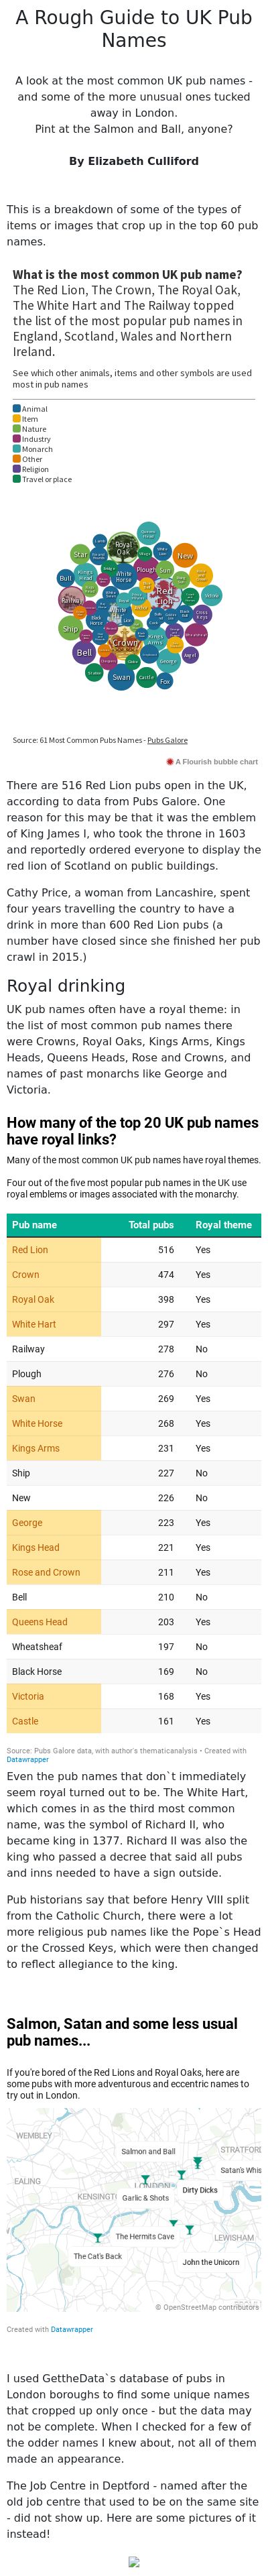 A Rough Guide to UK Pub
Names
A look at the most common UK pub names -
and some of the more unusual ones tucked
away in London.
Pint at the Salmon and Ball, anyone?
By Elizabeth Culliford
This is a breakdown of some of the types of
items or images that crop up in the top 60 pub
names.
What is the most common UK pub name?
The Red Lion, The Crown, The Royal Oak,
The White Hart and The Railway topped
the list of the most popular pub names in
England, Scotland, Wales and Northern
Ireland.
See which other animals, items and other symbols are used
most in pub names
Animal
Item
Nature
Industry
Monarch
Other
Religion
Travel or place
Royal
Oak
Star
New
Bull
Kings
Head
White
Horse
Plough
Sun
Red
Lion
Railway
White
Hart
Black
Horse
Ship
Crown
Kings
Arms
Cross
Keys
Wheatsheaf
Bell
George
Angel
Swan
Castle
Fox
Source: 61 Most Common Pubs Names - Pubs Galore
A Flourish bubble chart
There are 516 Red Lion pubs open in the UK,
according to data from Pubs Galore. One
reason for this may be that it was the emblem
of King James I, who took the throne in 1603
and reportedly ordered everyone to display the
red lion of Scotland on public buildings.
Cathy Price, a woman from Lancashire, spent
four years travelling the country to have a
drink in more than 600 Red Lion pubs (a
number have closed since she finished her pub
crawl in 2015.)
Royal drinking
UK pub names often have a royal theme: in
the list of most common pub names there
were Crowns, Royal Oaks, Kings Arms, Kings
Heads, Queens Heads, Rose and Crowns, and
names of past monarchs like George and
Victoria.
How many of the top 20 UK pub names
have royal links?
Many of the most common UK pub names have royal themes.
Four out of the five most popular pub names in the UK use
royal emblems or images associated with the monarchy.
Pub name Total pubs Royal theme
Red Lion 516 Yes
Crown 474 Yes
Royal Oak 398 Yes
White Hart 297 Yes
Railway 278 No
Plough 276 No
Swan 269 Yes
White Horse 268 Yes
Kings Arms 231 Yes
Ship 227 No
New 226 No
George 223 Yes
Kings Head 221 Yes
Rose and Crown 211 Yes
Bell 210 No
Queens Head 203 Yes
Wheatsheaf 197 No
Black Horse 169 No
Victoria 168 Yes
Castle 161 Yes
Source: Pubs Galore data, with author's thematicanalysis • Created with
Datawrapper
Even the pub names that don`t immediately
seem royal turned out to be. The White Hart,
which comes in as the third most common
name, was the symbol of Richard II, who
became king in 1377. Richard II was also the
king who passed a decree that said all pubs
and inns needed to have a sign outside.
Pub historians say that before Henry VIII split
from the Catholic Church, there were a lot
more religious pub names like the Pope`s Head
or the Crossed Keys, which were then changed
to reflect allegiance to the king.
Salmon, Satan and some less usual
pub names...
If you're bored of the Red Lions and Royal Oaks, here are
some pubs with more adventurous and eccentric names to
try out in London.
WEMBLEY
Salmon and Ball
STRATFORD
Satan's Whis
EALING
LONDON
Dirty Dicks
KENSINGT
Garlic & Shots
The Hermits Cave
LEWISHAM
The Cat's Back
John the Unicorn
© OpenStreetMap contributors
Created with Datawrapper
I used GettheData`s database of pubs in
London boroughs to find some unique names
that cropped up only once - but the data may
not be complete. When I checked for a few of
the odder names I knew about, not all of them
made an appearance.
The Job Centre in Deptford - named after the
old job centre that used to be on the same site
- did not show up. Here are some pictures of it
instead!